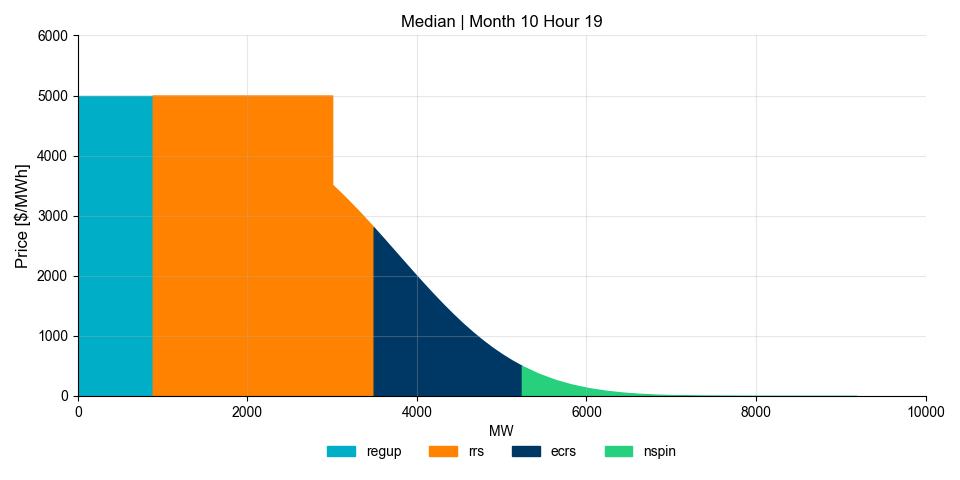 Median | Month 10 Hour 19
Price [$/MWh]
6000
5000
4000
3000
2000
1000
0
0 2000 4000 6000 8000 10000
MW
regup rrs ecrs nspin